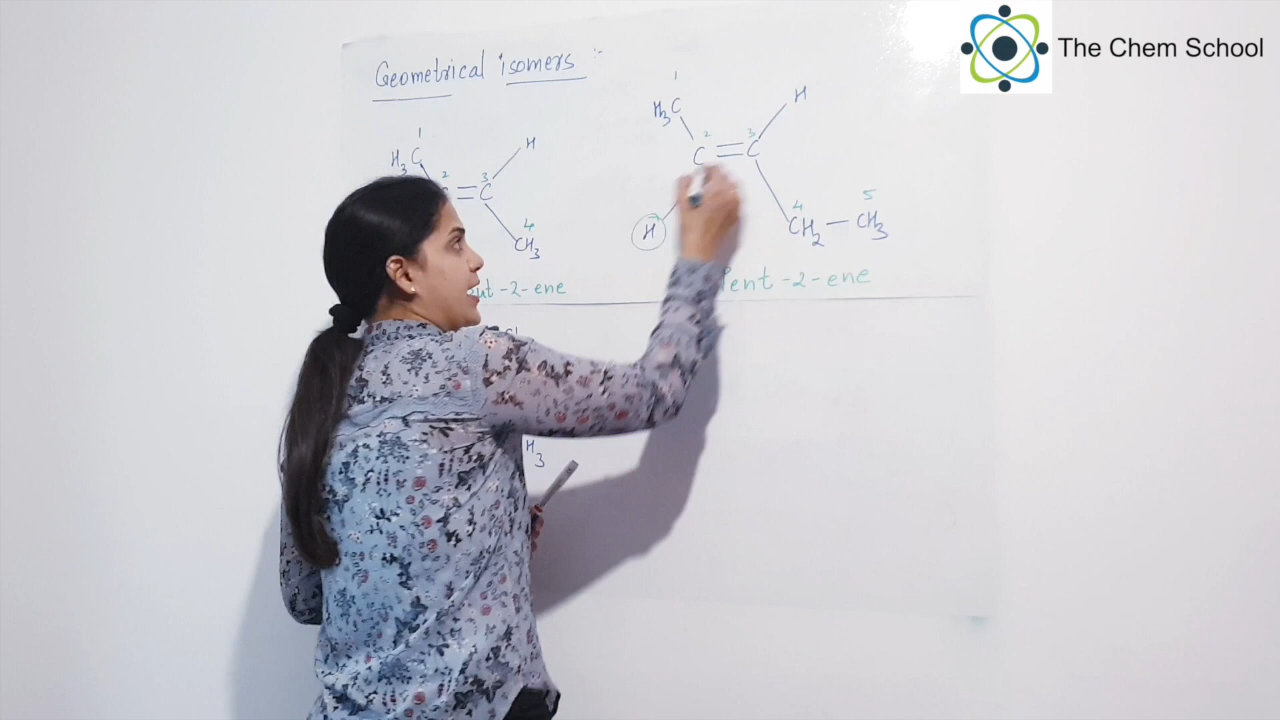 The Chem School
Geometrical isomers :-
1
H3C H
2 3
C = C
4
CH3
-2-ene
1
H3C H
2 3
C = C
4 5
H CH2 — CH3
Pent-2-ene
H3